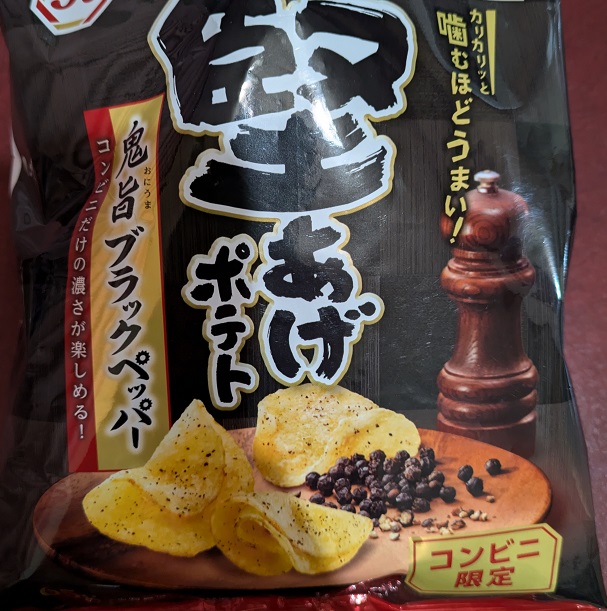 カリカリッと
噛むほどうまい！
堅あげ
ポテト
おにうま
鬼旨ブラックペッパー
コンビニだけの濃さが楽しめる！
コンビニ
限定